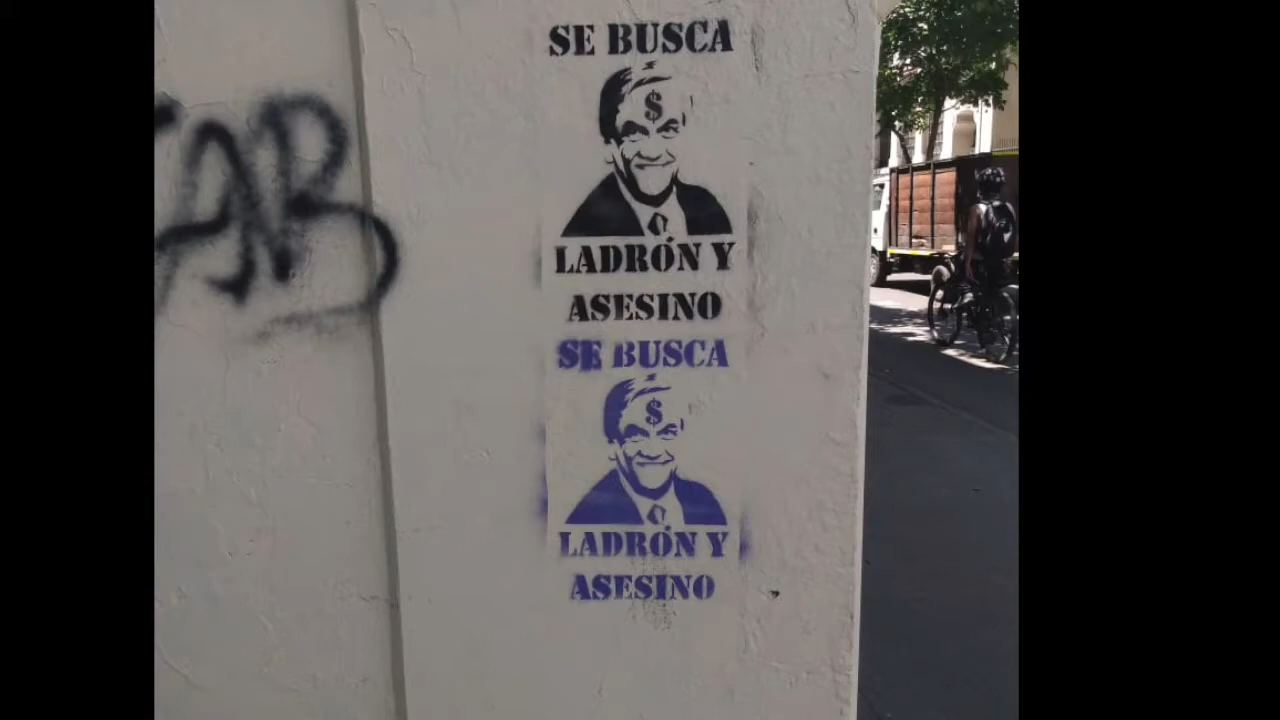 SE BUSCA
$
LADRÓN Y
ASESINO
SE BUSCA
$
LADRÓN Y
ASESINO